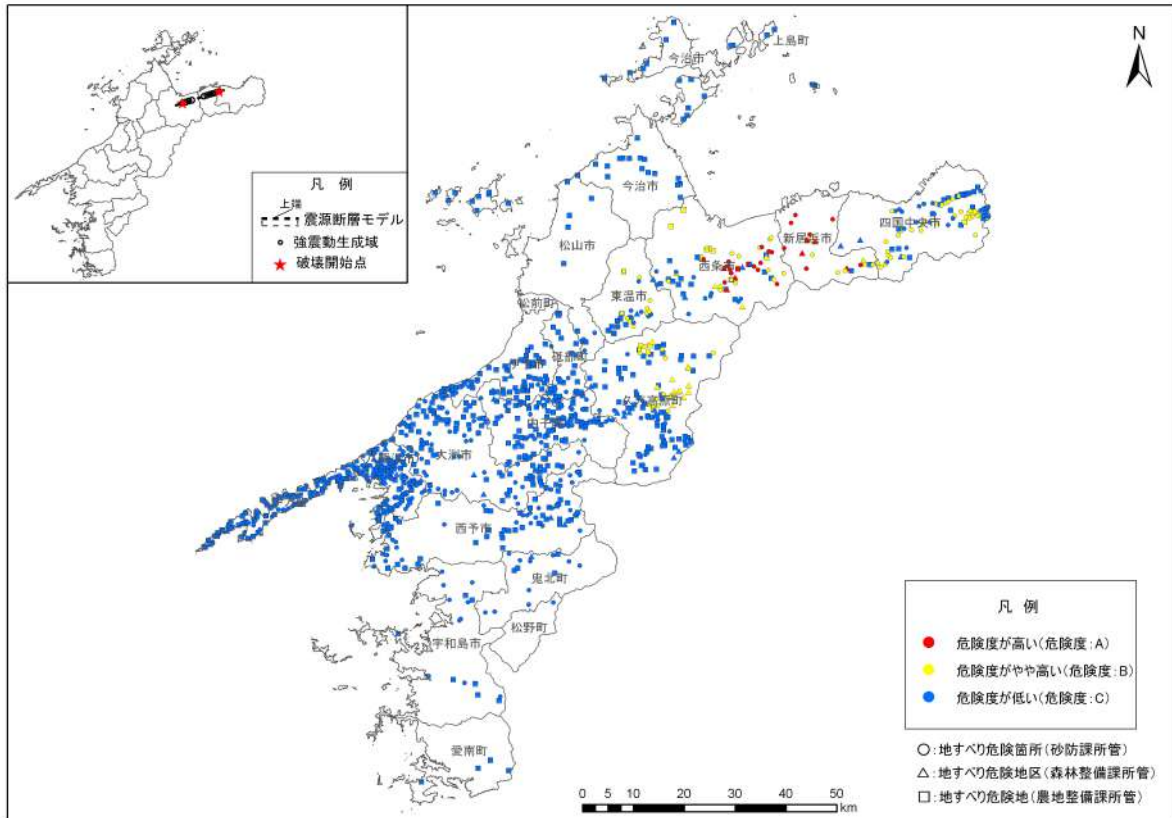 凡 例
上端
震源断層モデル
強震動生成域
破壊開始点
N
上島町
今治市
今治市
四国中央市
新居浜市
松山市
西条市
東温市
松前町
砥部町
久万高原町
大洲市
西予市
鬼北町
松野町
宇和島市
愛南町
凡 例
危険度が高い(危険度:A)
危険度がやや高い(危険度:B)
危険度が低い(危険度:C)
○:地すべり危険箇所(砂防課所管)
△:地すべり危険地区(森林整備課所管)
□:地すべり危険地(農地整備課所管)
0 5 10 20 30 40 50
km